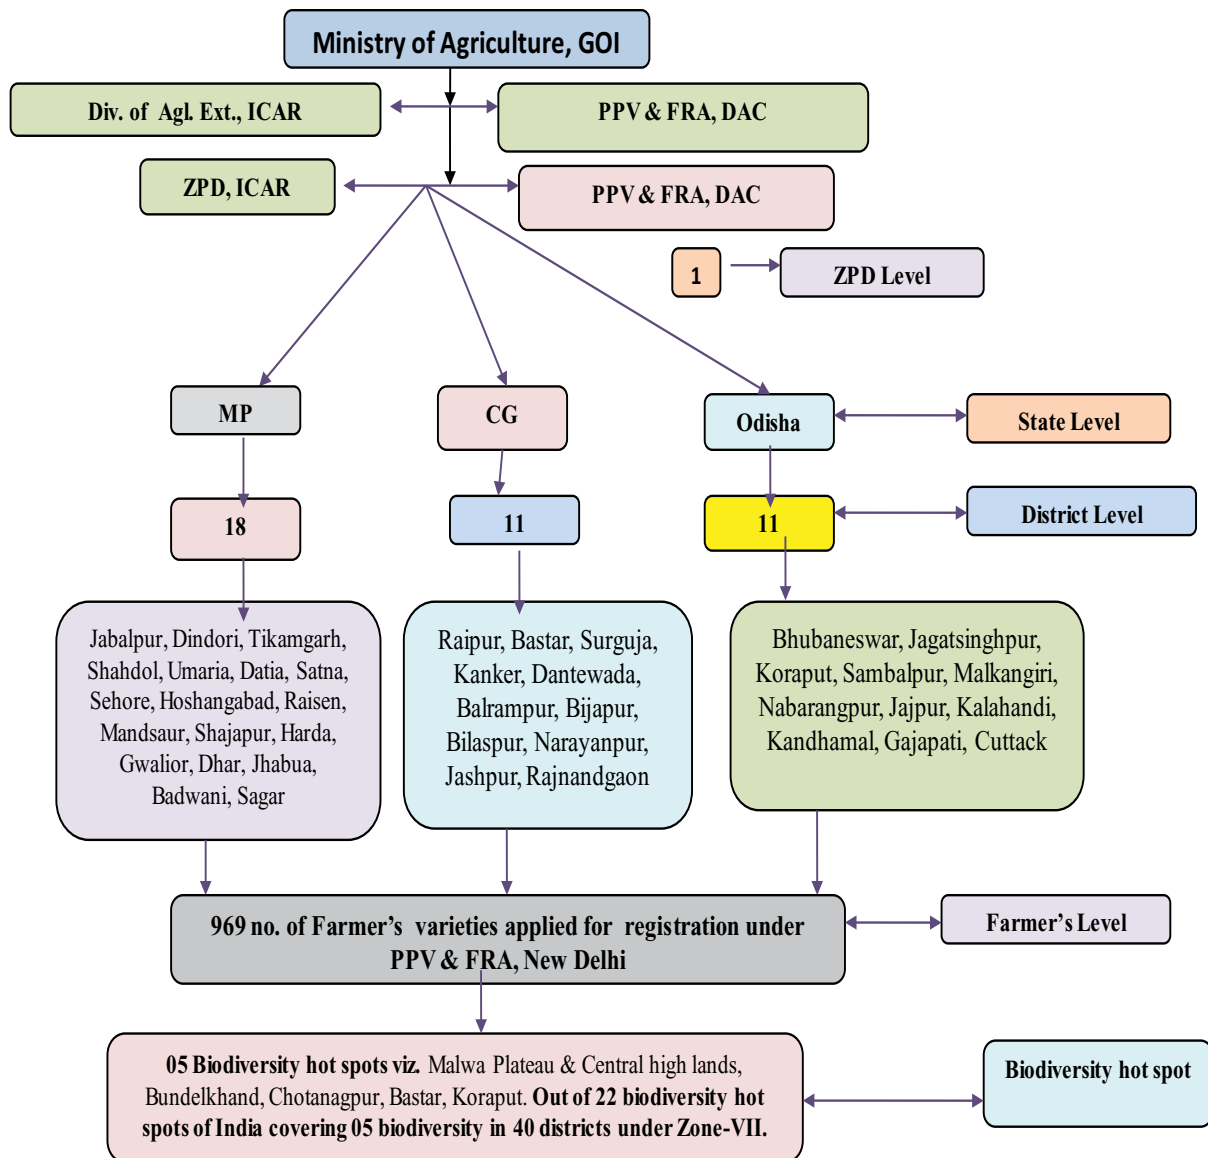 Ministry of Agriculture, GOI
Div. of Agl. Ext., ICAR
PPV & FRA, DAC
ZPD, ICAR
PPV & FRA, DAC
1
ZPD Level
MP
CG
Odisha
State Level
18
11
11
District Level
Jabalpur, Dindori, Tikamgarh,
Shahdol, Umaria, Datia, Satna,
Sehore, Hoshangabad, Raisen,
Mandsaur, Shajapur, Harda,
Gwalior, Dhar, Jhabua,
Badwani, Sagar
Raipur, Bastar, Surguja,
Kanker, Dantewada,
Balrampur, Bijapur,
Bilaspur, Narayanpur,
Jashpur, Rajnandgaon
Bhubaneswar, Jagatsinghpur,
Koraput, Sambalpur, Malkangiri,
Nabarangpur, Jajpur, Kalahandi,
Kandhamal, Gajapati, Cuttack
969 no. of Farmer’s varieties applied for registration under
PPV & FRA, New Delhi
Farmer’s Level
05 Biodiversity hot spots viz. Malwa Plateau & Central high lands,
Bundelkhand, Chotanagpur, Bastar, Koraput. Out of 22 biodiversity hot
spots of India covering 05 biodiversity in 40 districts under Zone-VII.
Biodiversity hot spot